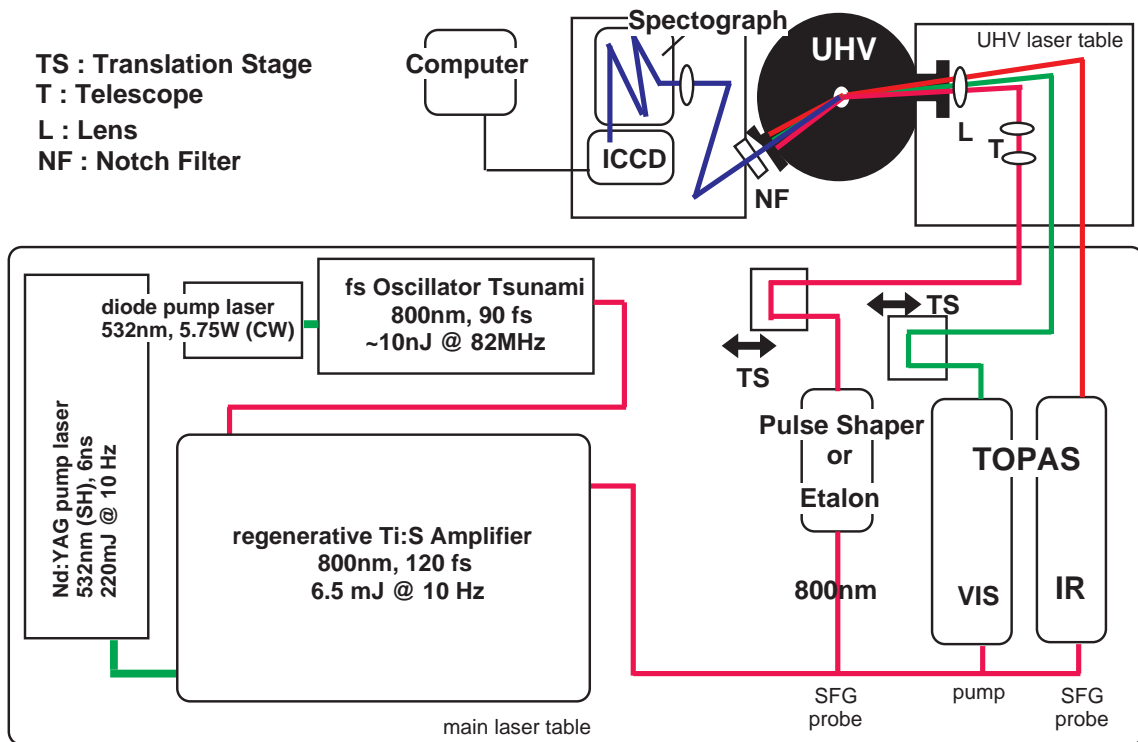 TS : Translation Stage
T : Telescope
L : Lens
NF : Notch Filter
Computer
Spectograph
ICCD
NF
UHV
UHV laser table
L
T
diode pump laser
532nm, 5.75W (CW)
fs Oscillator Tsunami
800nm, 90 fs
~10nJ @ 82MHz
Nd:YAG pump laser
532nm (SH), 6ns
220mJ @ 10 Hz
regenerative Ti:S Amplifier
800nm, 120 fs
6.5 mJ @ 10 Hz
TS
TS
Pulse Shaper
or
Etalon
800nm
TOPAS
VIS
IR
SFG
probe
pump
SFG
probe
main laser table